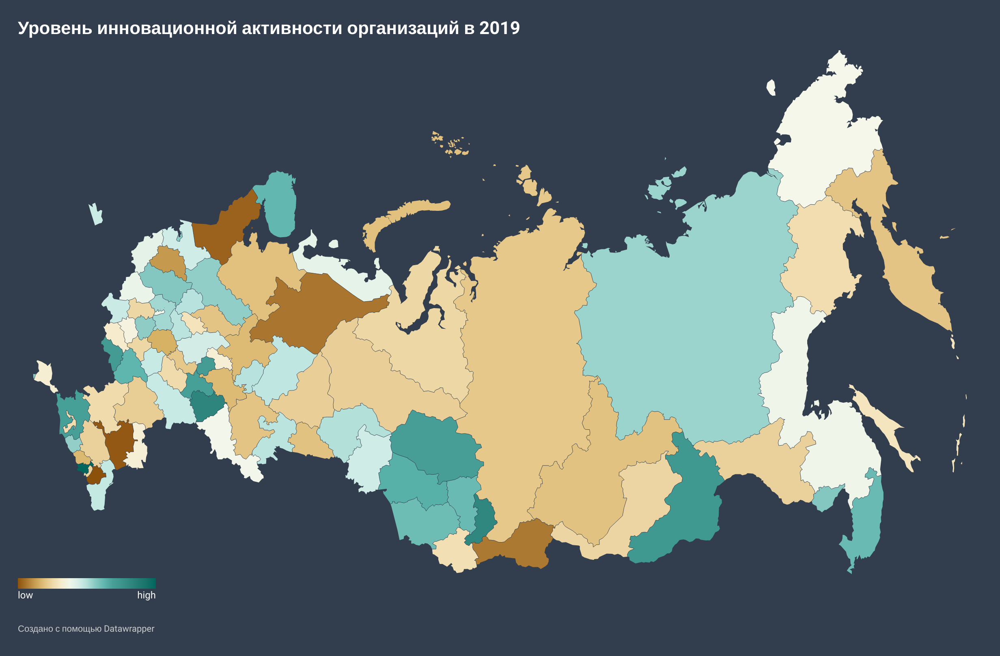 Уровень инновационной активности организаций в 2019
low high
Создано с помощью Datawrapper